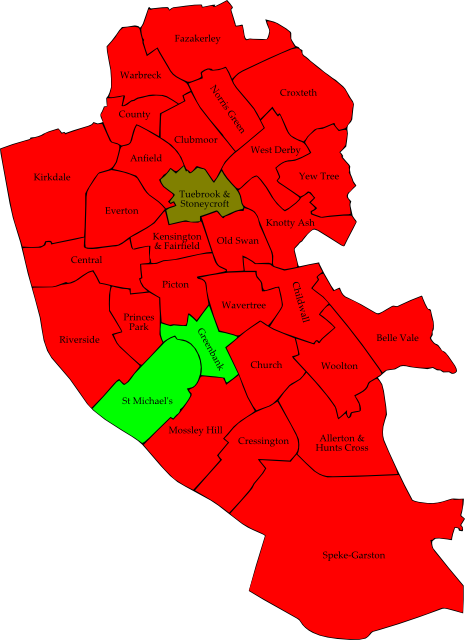 Fazakerley
Warbreck
Croxteth
Norris Green
County
Clubmoor
West Derby
Anfield
Kirkdale
Yew Tree
Tuebrook &
Stoneycroft
Everton
Knotty Ash
Kensington
& Fairfield
Old Swan
Central
Picton
Childwall
Wavertree
Princes
Park
Riverside
Belle Vale
Greenbank
Church
Woolton
St Michael's
Mossley Hill
Cressington
Allerton &
Hunts Cross
Speke-Garston